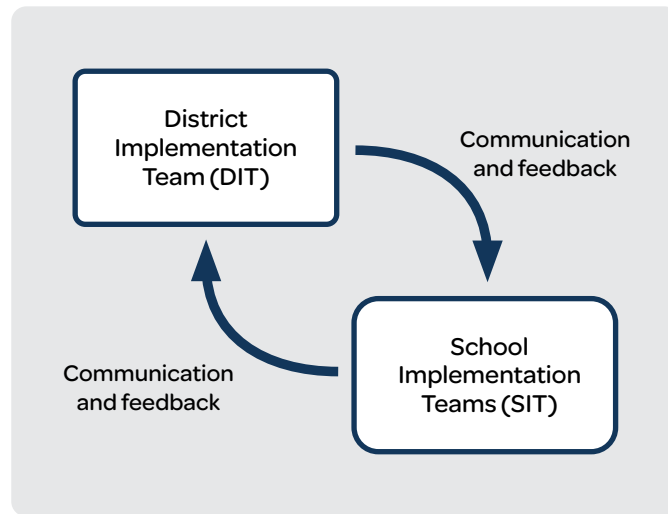 District
Implementation
Team (DIT)
Communication
and feedback
Communication
and feedback
School
Implementation
Teams (SIT)